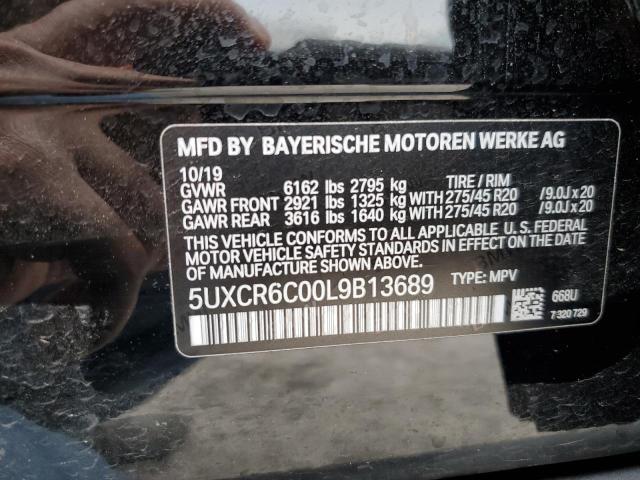 MFD BY BAYERISCHE MOTOREN WERKE AG
10/19
GVWR 6162 lbs 2795 kg TIRE / RIM
GAWR FRONT 2921 lbs 1325 kg WITH 275/45 R20 /9.0J x 20
GAWR REAR 3616 lbs 1640 kg WITH 275/45 R20 /9.0J x 20
THIS VEHICLE CONFORMS TO ALL APPLICABLE U.S. FEDERAL
MOTOR VEHICLE SAFETY STANDARDS IN EFFECT ON THE DATE
OF MANUFACTURE SHOWN ABOVE.
5UXCR6C00L9B13689 TYPE: MPV
668U
7 320 729